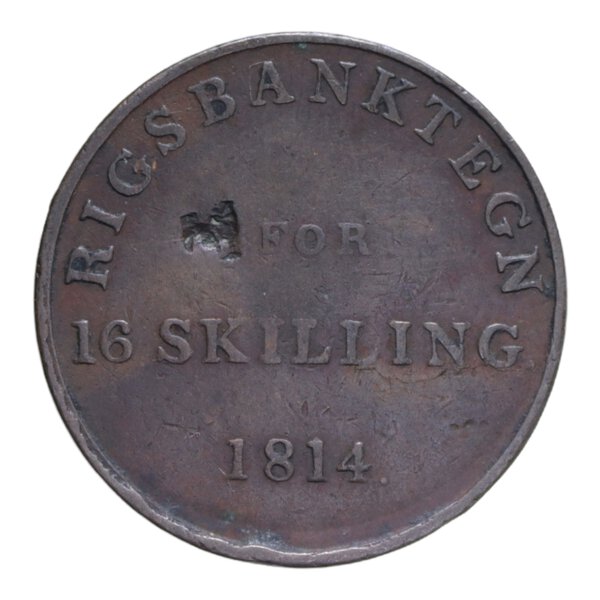 RIGSBANKTEGN
FOR
16 SKILLING
1814.